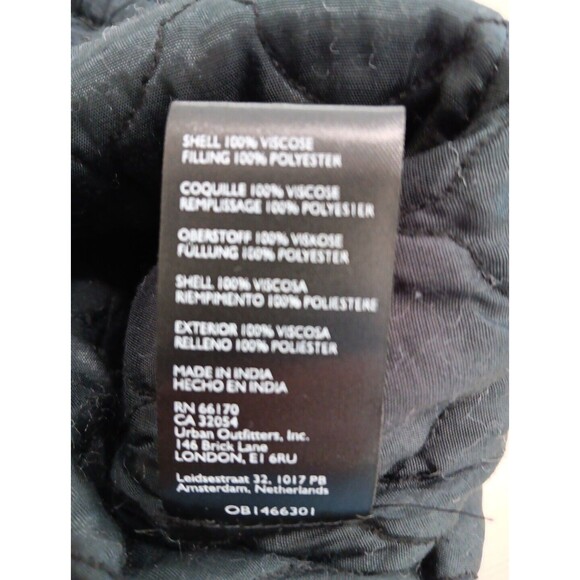 SHELL 100% VISCOSE
FILLING 100% POLYESTER
COQUILLE 100% VISCOSE
REMPLISSAGE 100% POLYESTER
OBERSTOFF 100% VISKOSE
FÜLLUNG 100% POLYESTER
SHELL 100% VISCOSA
RIEMPIMENTO 100% POLIESTERE
EXTERIOR 100% VISCOSA
RELLENO 100% POLIESTER
MADE IN INDIA
HECHO EN INDIA
RN 66170
CA 32054
Urban Outfitters, Inc.
146 Brick Lane
LONDON, E1 6RU
Leidsestraat 32, 1017 PB
Amsterdam, Netherlands
OB1466301